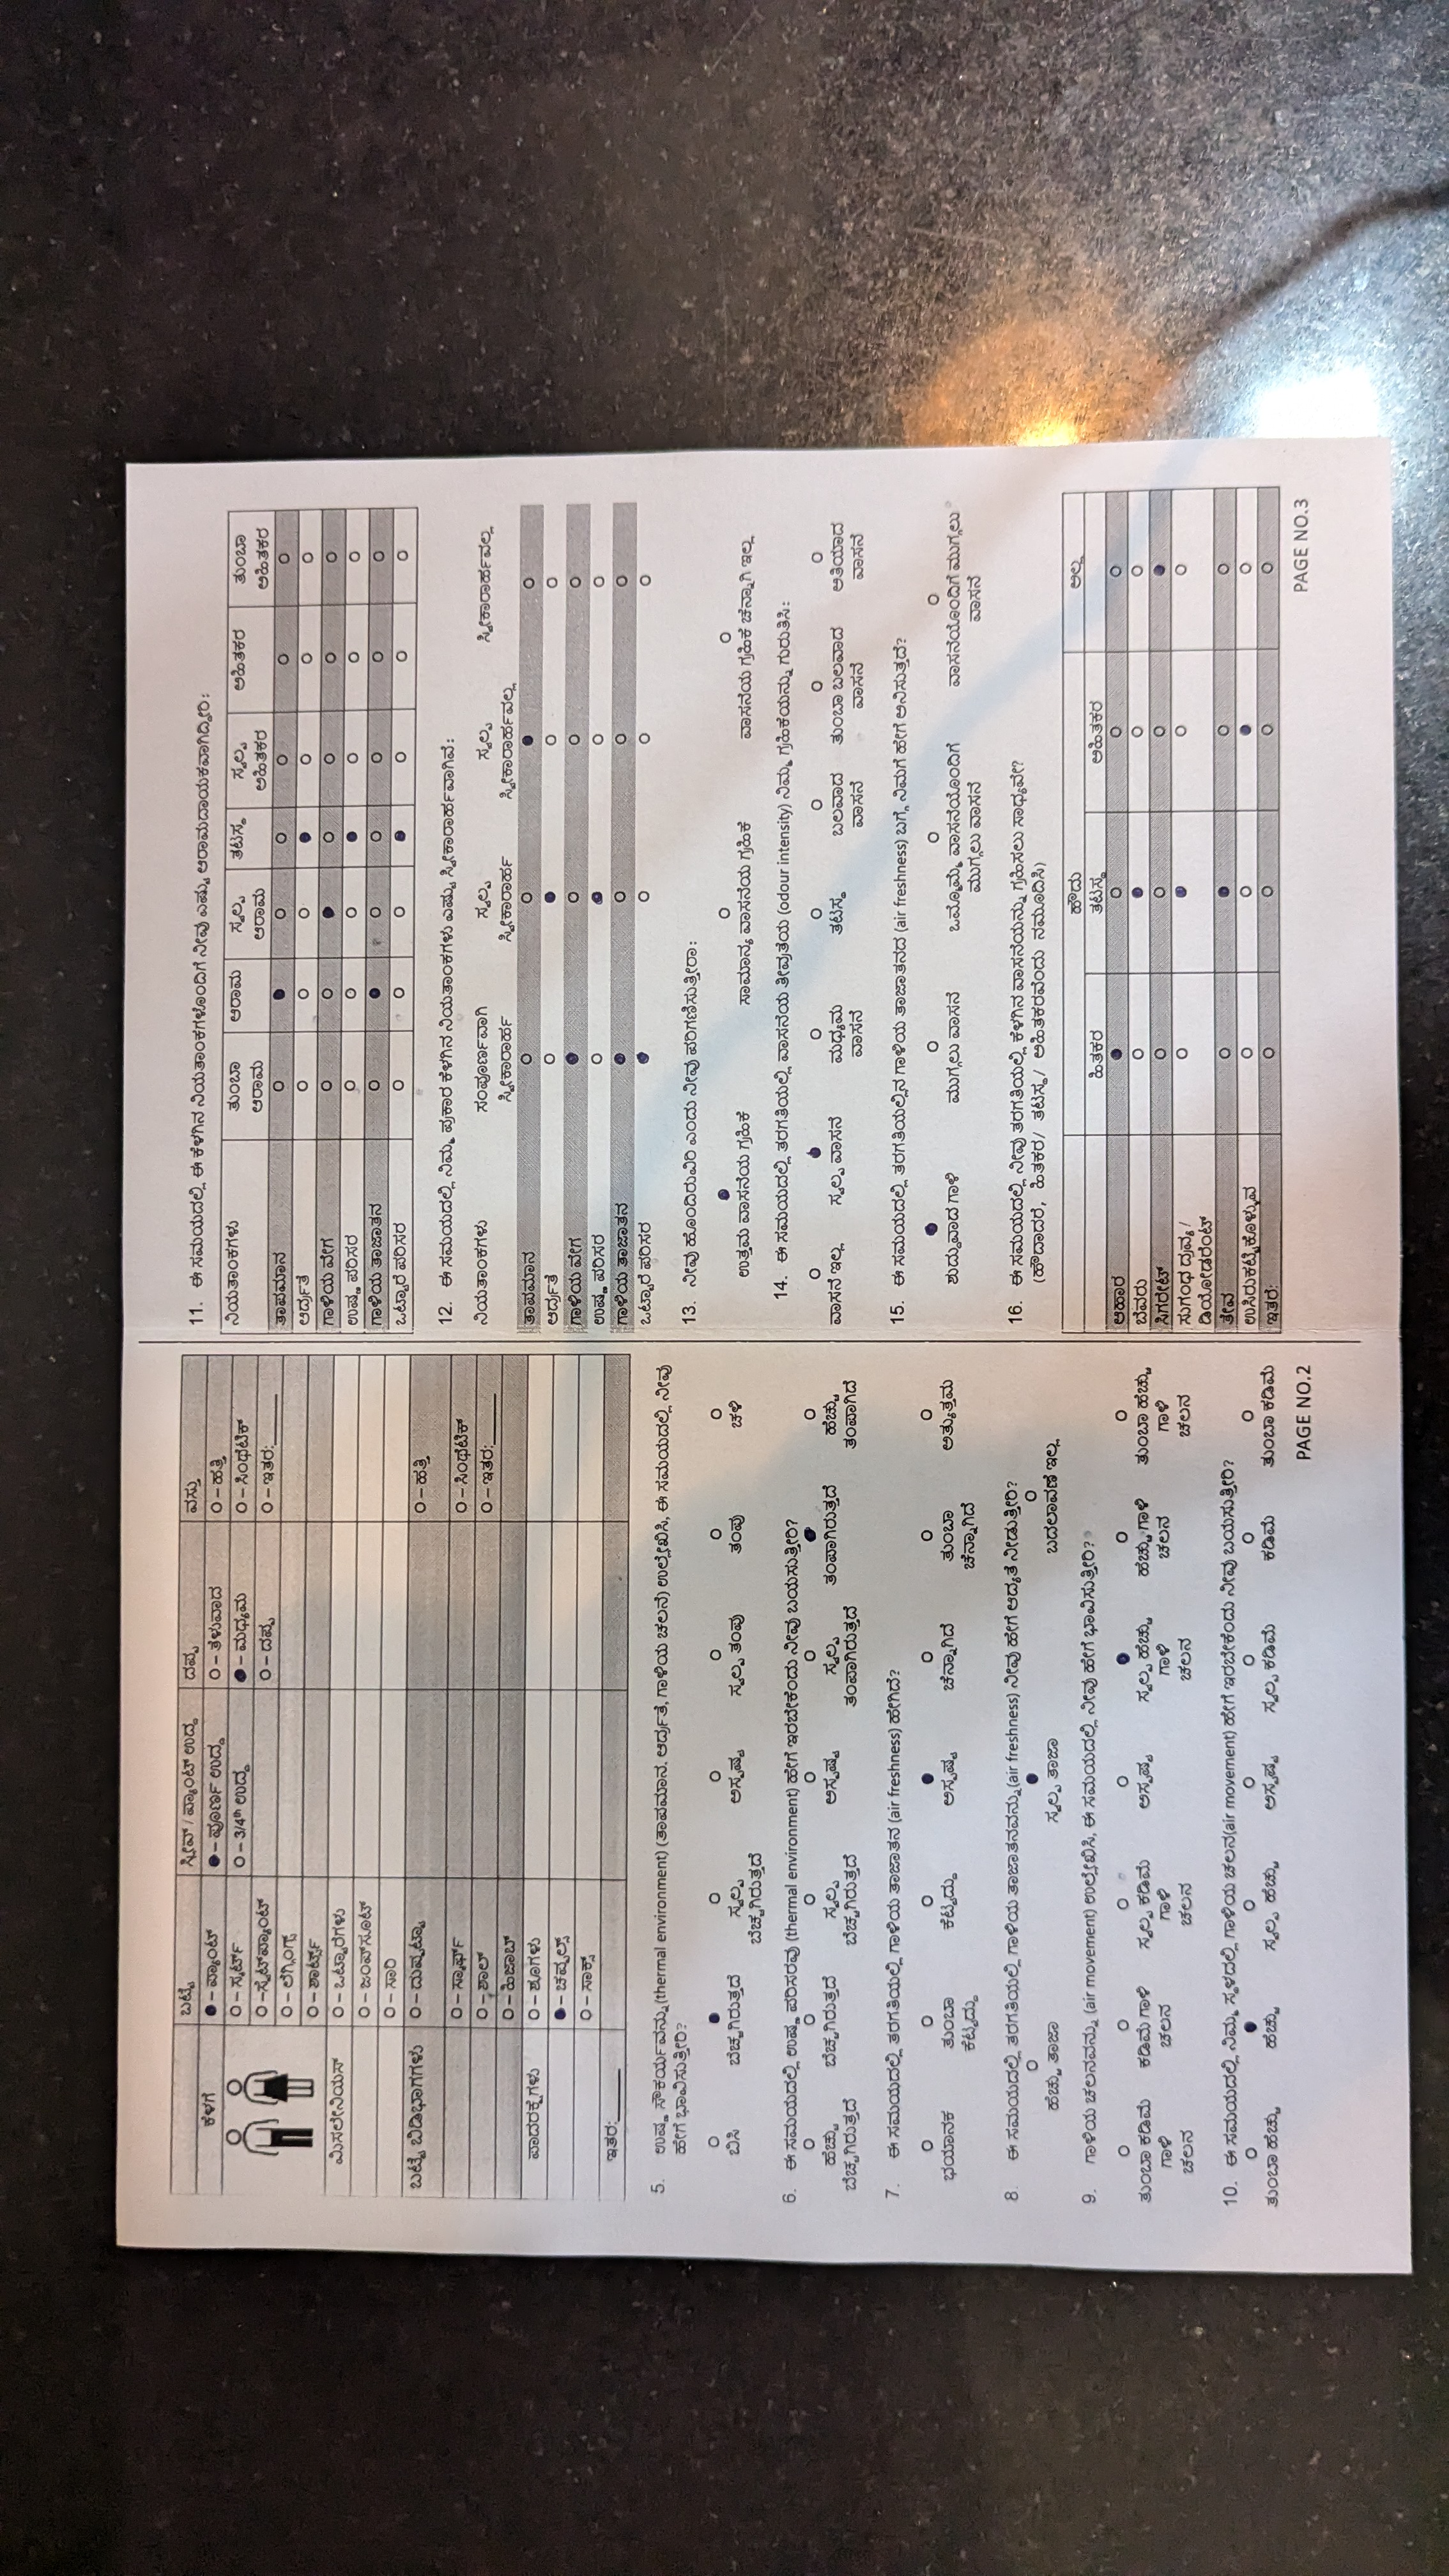 ಬಟ್ಟೆ ಸ್ಲೀವ್ / ಪ್ಯಾಂಟ್ ಉದ್ದ ದಪ್ಪ ವಸ್ತು
ಕೆಳಗೆ ●–ಪ್ಯಾಂಟ್ ●–ಪೂರ್ಣ ಉದ್ದ O–ತಳುವಾದ O–ಹತ್ತಿ
O–ಸ್ಕರ್ಟ್ O–3/4th ಉದ್ದ ●–ಮಧ್ಯಮ O–ಸಿಂಥಟಿಕ್
O–ಸ್ವೆಟ್‌ಪ್ಯಾಂಟ್ O–ದಪ್ಪ O–ಇತರ:______
O–ಲೆಗ್ಗಿಂಗ್ಸ್
O–ಶಾರ್ಟ್ಸ್
ಮಿಸಲೇನಿಯಸ್ O–ಒಟ್ಟಾರೆಗಳು
O–ಜಂಪ್‌ಸೂಟ್
O–ಸಾರಿ
ಬಟ್ಟೆ ಬಿಡಿಭಾಗಗಳು O–ದುಪ್ಪಟ್ಟಾ O–ಹತ್ತಿ
O–ಸ್ಕಾರ್ಫ್ O–ಸಿಂಥಟಿಕ್
O–ಶಾಲ್ O–ಇತರ:______
O–ಹಿಜಾಬ್
ಪಾದರಕ್ಷೆಗಳು O–ಶೂಗಳು
●–ಚಪ್ಪಲ್ಸ್
O–ಸಾಕ್ಸ್
ಇತರ:______
5. ಉಷ್ಣ ಸೌಕರ್ಯವನ್ನು (thermal environment) (ತಾಪಮಾನ. ಆರ್ದ್ರತೆ, ಗಾಳಿಯ ಚಲನೆ) ಉಲ್ಲೇಖಿಸಿ, ಈ ಸಮಯದಲ್ಲಿ ನೀವು
ಹೇಗೆ ಭಾವಿಸುತ್ತೀರಿ?
O O ● O O O O O
ಬಿಸಿ ಬೆಚ್ಚಗಿರುತ್ತದೆ ಸ್ವಲ್ಪ ಅಸ್ಪಷ್ಟ ಸ್ವಲ್ಪ ತಂಪು ತಂಪು ಚಳಿ
ಬೆಚ್ಚಗಿರುತ್ತದೆ
6. ಈ ಸಮಯದಲ್ಲಿ ಉಷ್ಣ ಪರಿಸರವು (thermal environment) ಹೇಗೆ ಇರಬೇಕೆಂದು ನೀವು ಬಯಸುತ್ತೀರಿ?
O O O O O ● O
ಹೆಚ್ಚು ಬೆಚ್ಚಗಿರುತ್ತದೆ ಸ್ವಲ್ಪ ಅಸ್ಪಷ್ಟ ಸ್ವಲ್ಪ ತಂಪಾಗಿರುತ್ತದೆ ಹೆಚ್ಚು
ಬೆಚ್ಚಗಿರುತ್ತದೆ ಬೆಚ್ಚಗಿರುತ್ತದೆ ತಂಪಾಗಿರುತ್ತದೆ ತಂಪಾಗಿದೆ
7. ಈ ಸಮಯದಲ್ಲಿ ತರಗತಿಯಲ್ಲಿ ಗಾಳಿಯ ತಾಜಾತನ (air freshness) ಹೇಗಿದೆ?
O O O ● O O O
ಭಯಾನಕ ತುಂಬಾ ಕೆಟ್ಟದ್ದು ಅಸ್ಪಷ್ಟ ಚೆನ್ನಾಗಿದೆ ತುಂಬಾ ಅತ್ಯುತ್ತಮ
ಕೆಟ್ಟದ್ದು ಚೆನ್ನಾಗಿದೆ
8. ಈ ಸಮಯದಲ್ಲಿ ತರಗತಿಯಲ್ಲಿ ಗಾಳಿಯ ತಾಜಾತನವನ್ನು (air freshness) ನೀವು ಹೇಗೆ ಆದ್ಯತೆ ನೀಡುತ್ತೀರಿ?
O ● O
ಹೆಚ್ಚು ತಾಜಾ ಸ್ವಲ್ಪ ತಾಜಾ ಬದಲಾವಣೆ ಇಲ್ಲ
9. ಗಾಳಿಯ ಚಲನವನ್ನು (air movement) ಉಲ್ಲೇಖಿಸಿ, ಈ ಸಮಯದಲ್ಲಿ ನೀವು ಹೇಗೆ ಭಾವಿಸುತ್ತೀರಿ?
O O O O ● O O
ತುಂಬಾ ಕಡಿಮೆ ಕಡಿಮೆ ಗಾಳಿ ಸ್ವಲ್ಪ ಕಡಿಮೆ ಅಸ್ಪಷ್ಟ ಸ್ವಲ್ಪ ಹೆಚ್ಚು ಹೆಚ್ಚು ಗಾಳಿ ತುಂಬಾ ಹೆಚ್ಚು
ಗಾಳಿ ಚಲನ ಗಾಳಿ ಗಾಳಿ ಚಲನ ಗಾಳಿ
ಚಲನ ಚಲನ ಚಲನ ಚಲನ
10. ಈ ಸಮಯದಲ್ಲಿ ನಿಮ್ಮ ಸ್ಥಳದಲ್ಲಿ ಗಾಳಿಯ ಚಲನ(air movement) ಹೇಗೆ ಇರಬೇಕೆಂದು ನೀವು ಬಯಸುತ್ತೀರಿ?
O ● O O O O O
ತುಂಬಾ ಹೆಚ್ಚು ಹೆಚ್ಚು ಸ್ವಲ್ಪ ಹೆಚ್ಚು ಅಸ್ಪಷ್ಟ ಸ್ವಲ್ಪ ಕಡಿಮೆ ಕಡಿಮೆ ತುಂಬಾ ಕಡಿಮೆ
PAGE NO.2
11. ಈ ಸಮಯದಲ್ಲಿ ಈ ಕೆಳಗಿನ ನಿಯತಾಂಕಗಳೊಂದಿಗೆ ನೀವು ಎಷ್ಟು ಆರಾಮದಾಯಕವಾಗಿದ್ದೀರಿ:
ನಿಯತಾಂಕಗಳು ತುಂಬಾ ಆರಾಮ ಸ್ವಲ್ಪ ತಟಸ್ಥ ಸ್ವಲ್ಪ ಅಹಿತಕರ ತುಂಬಾ
ಆರಾಮ ಆರಾಮ ಅಹಿತಕರ ಅಹಿತಕರ
ತಾಪಮಾನ O ● O O O O O
ಆರ್ದ್ರತೆ O O O ● O O O
ಗಾಳಿಯ ವೇಗ O O ● O O O O
ಉಷ್ಣ ಪರಿಸರ O O O ● O O O
ಗಾಳಿಯ ತಾಜಾತನ O ● O O O O O
ಒಟ್ಟಾರೆ ಪರಿಸರ O O O ● O O O
12. ಈ ಸಮಯದಲ್ಲಿ ನಿಮ್ಮ ಪ್ರಕಾರ ಕೆಳಗಿನ ನಿಯತಾಂಕಗಳು ಎಷ್ಟು ಸ್ವೀಕಾರಾರ್ಹವಾಗಿವೆ:
ನಿಯತಾಂಕಗಳು ಸಂಪೂರ್ಣವಾಗಿ ಸ್ವಲ್ಪ ಸ್ವಲ್ಪ ಸ್ವೀಕಾರಾರ್ಹವಲ್ಲ
ಸ್ವೀಕಾರಾರ್ಹ ಸ್ವೀಕಾರಾರ್ಹ ಸ್ವೀಕಾರಾರ್ಹವಲ್ಲ
ತಾಪಮಾನ O O ● O
ಆರ್ದ್ರತೆ O ● O O
ಗಾಳಿಯ ವೇಗ ● O O O
ಉಷ್ಣ ಪರಿಸರ O ● O O
ಗಾಳಿಯ ತಾಜಾತನ ● O O O
ಒಟ್ಟಾರೆ ಪರಿಸರ ● O O O
13. ನೀವು ಹೊಂದಿರುವಿರಿ ಎಂದು ನೀವು ಪರಿಗಣಿಸುತ್ತೀರಾ:
● O O
ಉತ್ತಮ ವಾಸನೆಯ ಗ್ರಹಿಕೆ ಸಾಮಾನ್ಯ ವಾಸನೆಯ ಗ್ರಹಿಕೆ ವಾಸನೆಯ ಗ್ರಹಿಕೆ ಚೆನ್ನಾಗಿ ಇಲ್ಲ
14. ಈ ಸಮಯದಲ್ಲಿ ತರಗತಿಯಲ್ಲಿ ವಾಸನೆಯ ತೀವ್ರತೆಯ (odour intensity) ನಿಮ್ಮ ಗ್ರಹಿಕೆಯನ್ನು ಗುರುತಿಸಿ:
O ● O O O O O
ವಾಸನೆ ಇಲ್ಲ ಸ್ವಲ್ಪ ವಾಸನೆ ಮಧ್ಯಮ ತಟಸ್ಥ ಬಲವಾದ ತುಂಬಾ ಬಲವಾದ ಅತಿಯಾದ
ವಾಸನೆ ವಾಸನೆ ವಾಸನೆ ವಾಸನೆ
15. ಈ ಸಮಯದಲ್ಲಿ ತರಗತಿಯಲ್ಲಿನ ಗಾಳಿಯ ತಾಜಾತನದ (air freshness) ಬಗ್ಗೆ ನಿಮಗೆ ಹೇಗೆ ಅನಿಸುತ್ತದೆ?
● O O O
ಶುದ್ಧವಾದ ಗಾಳಿ ಮುಗ್ಗಲು ವಾಸನೆ ಒಮ್ಮೊಮ್ಮೆ ವಾಸನೆಯೊಂದಿಗೆ ವಾಸನೆಯೊಂದಿಗೆ ಮುಗ್ಗಲು
ಮುಗ್ಗಲು ವಾಸನೆ ವಾಸನೆ
16. ಈ ಸಮಯದಲ್ಲಿ ನೀವು ತರಗತಿಯಲ್ಲಿ ಕೆಳಗಿನ ವಾಸನೆಯನ್ನು ಗ್ರಹಿಸಲು ಸಾಧ್ಯವೇ?
(ಹೌದಾದರೆ, ಹಿತಕರ/ ತಟಸ್ಥ/ ಅಹಿತಕರವೆಂದು ನಮೂದಿಸಿ)
ಹೌದು ಅಲ್ಲ
ಹಿತಕರ ತಟಸ್ಥ ಅಹಿತಕರ
ಆಹಾರ ● O O O
ಬೆವರು O ● O O
ಸಿಗರೇಟ್ O O O ●
ಸುಗಂಧ ದ್ರವ್ಯ / O ● O O
ಡಿಯೋಡರೆಂಟ್
ತೇವ O ● O O
ಉಸಿರುಕಟ್ಟಿಕೊಳ್ಳುವ O O ● O
ಇತರ: O O O O
PAGE NO.3